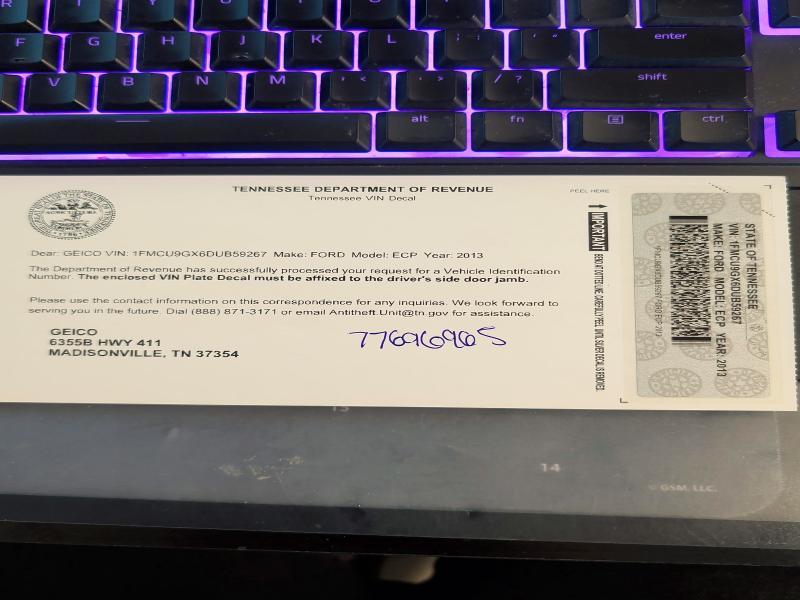 R T Y U I O P
F G H J K L : ; " ' enter
V B N M , < . > / ? shift
alt fn ctrl
TENNESSEE DEPARTMENT OF REVENUE
Tennessee VIN Decal
PEEL HERE
Dear: GEICO VIN: 1FMCU9GX6DUB59267 Make: FORD Model: ECP Year: 2013
The Department of Revenue has successfully processed your request for a Vehicle Identification
Number. The enclosed VIN Plate Decal must be affixed to the driver's side door jamb.
Please use the contact information on this correspondence for any inquiries. We look forward to
serving you in the future. Dial (888) 871-3171 or email Antitheft.Unit@tn.gov for assistance.
GEICO
6355B HWY 411
MADISONVILLE, TN 37354
77696965
IMPORTANT
STATE OF TENNESSEE
VIN: 1FMCU9GX6DUB59267
MAKE: FORD MODEL: ECP YEAR: 2013
13
14
© GSM, LLC.